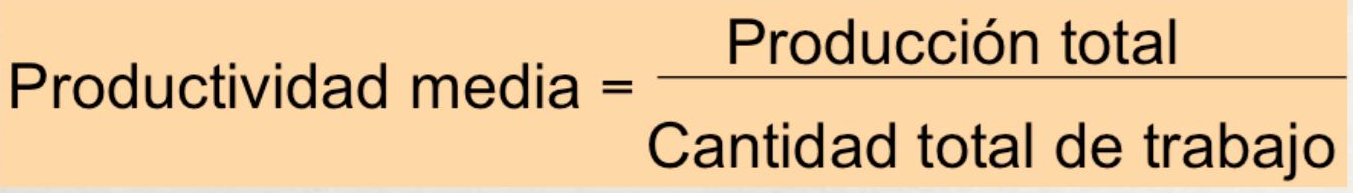 Productividad media = Producción total
Cantidad total de trabajo